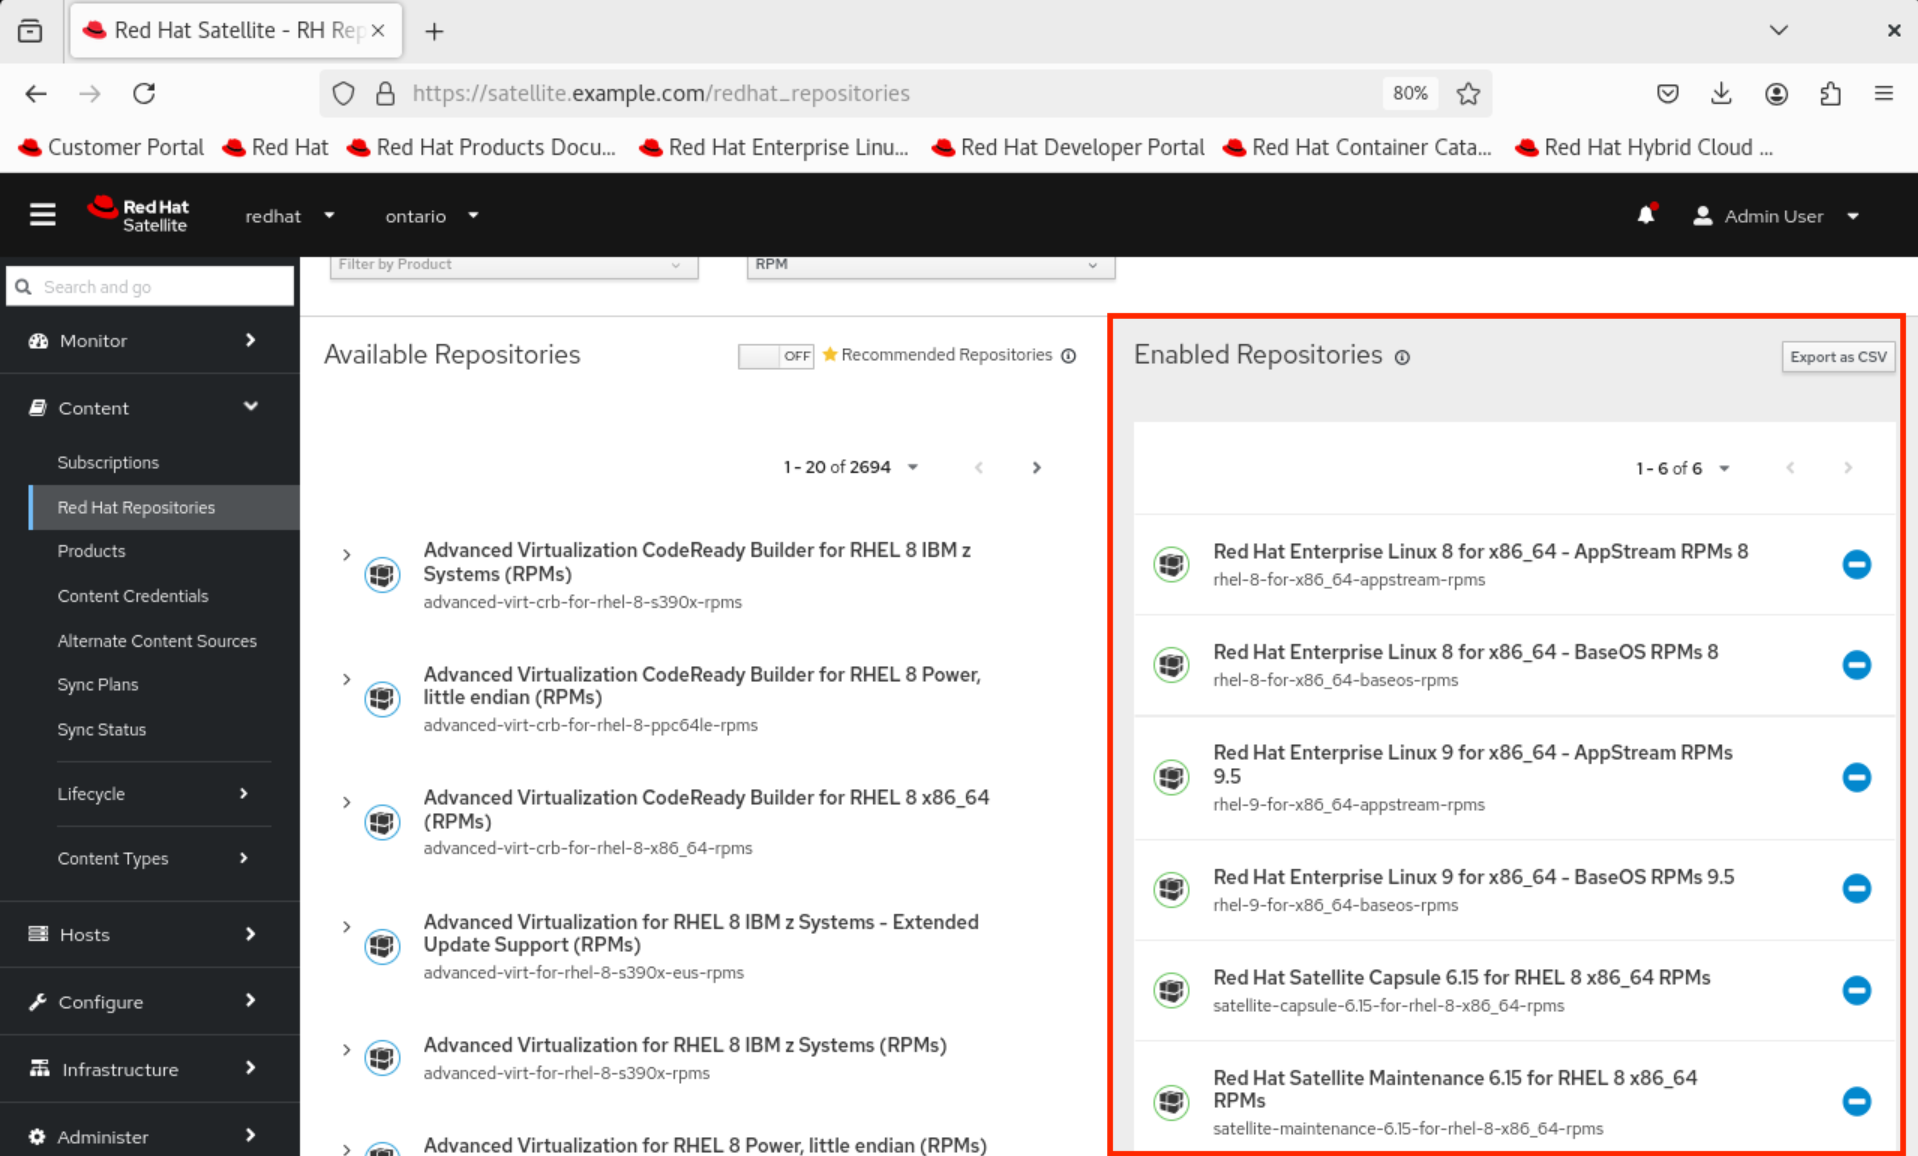 Red Hat Satellite - RH Rep
https://satellite.example.com/redhat_repositories
80%
Customer Portal
Red Hat
Red Hat Products Docu...
Red Hat Enterprise Linu...
Red Hat Developer Portal
Red Hat Container Cata...
Red Hat Hybrid Cloud ...
Red Hat
Satellite
redhat
ontario
Admin User
Search and go
Monitor
Content
Subscriptions
Red Hat Repositories
Products
Content Credentials
Alternate Content Sources
Sync Plans
Sync Status
Lifecycle
Content Types
Hosts
Configure
Infrastructure
Administer
Filter by Product
RPM
Available Repositories
OFF
Recommended Repositories
1 - 20 of 2694
Advanced Virtualization CodeReady Builder for RHEL 8 IBM z
Systems (RPMs)
advanced-virt-crb-for-rhel-8-s390x-rpms
Advanced Virtualization CodeReady Builder for RHEL 8 Power,
little endian (RPMs)
advanced-virt-crb-for-rhel-8-ppc64le-rpms
Advanced Virtualization CodeReady Builder for RHEL 8 x86_64
(RPMs)
advanced-virt-crb-for-rhel-8-x86_64-rpms
Advanced Virtualization for RHEL 8 IBM z Systems - Extended
Update Support (RPMs)
advanced-virt-for-rhel-8-s390x-eus-rpms
Advanced Virtualization for RHEL 8 IBM z Systems (RPMs)
advanced-virt-for-rhel-8-s390x-rpms
Advanced Virtualization for RHEL 8 Power, little endian (RPMs)
Enabled Repositories
Export as CSV
1 - 6 of 6
Red Hat Enterprise Linux 8 for x86_64 - AppStream RPMs 8
rhel-8-for-x86_64-appstream-rpms
Red Hat Enterprise Linux 8 for x86_64 - BaseOS RPMs 8
rhel-8-for-x86_64-baseos-rpms
Red Hat Enterprise Linux 9 for x86_64 - AppStream RPMs
9.5
rhel-9-for-x86_64-appstream-rpms
Red Hat Enterprise Linux 9 for x86_64 - BaseOS RPMs 9.5
rhel-9-for-x86_64-baseos-rpms
Red Hat Satellite Capsule 6.15 for RHEL 8 x86_64 RPMs
satellite-capsule-6.15-for-rhel-8-x86_64-rpms
Red Hat Satellite Maintenance 6.15 for RHEL 8 x86_64
RPMs
satellite-maintenance-6.15-for-rhel-8-x86_64-rpms